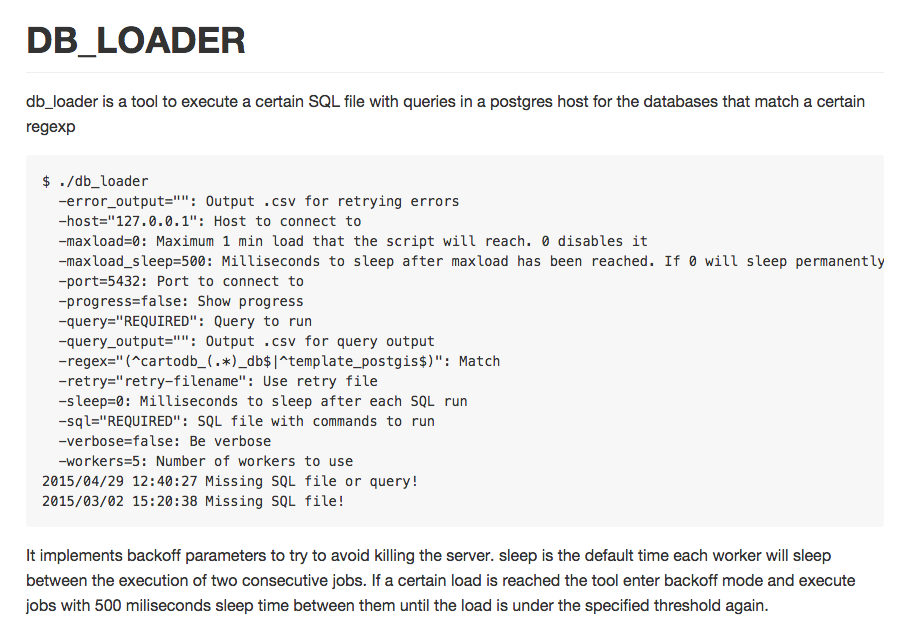 DB_LOADER
db_loader is a tool to execute a certain SQL file with queries in a postgres host for the databases that match a certain
regexp
$ ./db_loader
-error_output="": Output .csv for retrying errors
-host="127.0.0.1": Host to connect to
-maxload=0: Maximum 1 min load that the script will reach. 0 disables it
-maxload_sleep=500: Milliseconds to sleep after maxload has been reached. If 0 will sleep permanently
-port=5432: Port to connect to
-progress=false: Show progress
-query="REQUIRED": Query to run
-query_output="": Output .csv for query output
-regex="(^cartodb_(.*)_db$|^template_postgis$)": Match
-retry="retry-filename": Use retry file
-sleep=0: Milliseconds to sleep after each SQL run
-sql="REQUIRED": SQL file with commands to run
-verbose=false: Be verbose
-workers=5: Number of workers to use
2015/04/29 12:40:27 Missing SQL file or query!
2015/03/02 15:20:38 Missing SQL file!
It implements backoff parameters to try to avoid killing the server. sleep is the default time each worker will sleep
between the execution of two consecutive jobs. If a certain load is reached the tool enter backoff mode and execute
jobs with 500 miliseconds sleep time between them until the load is under the specified threshold again.